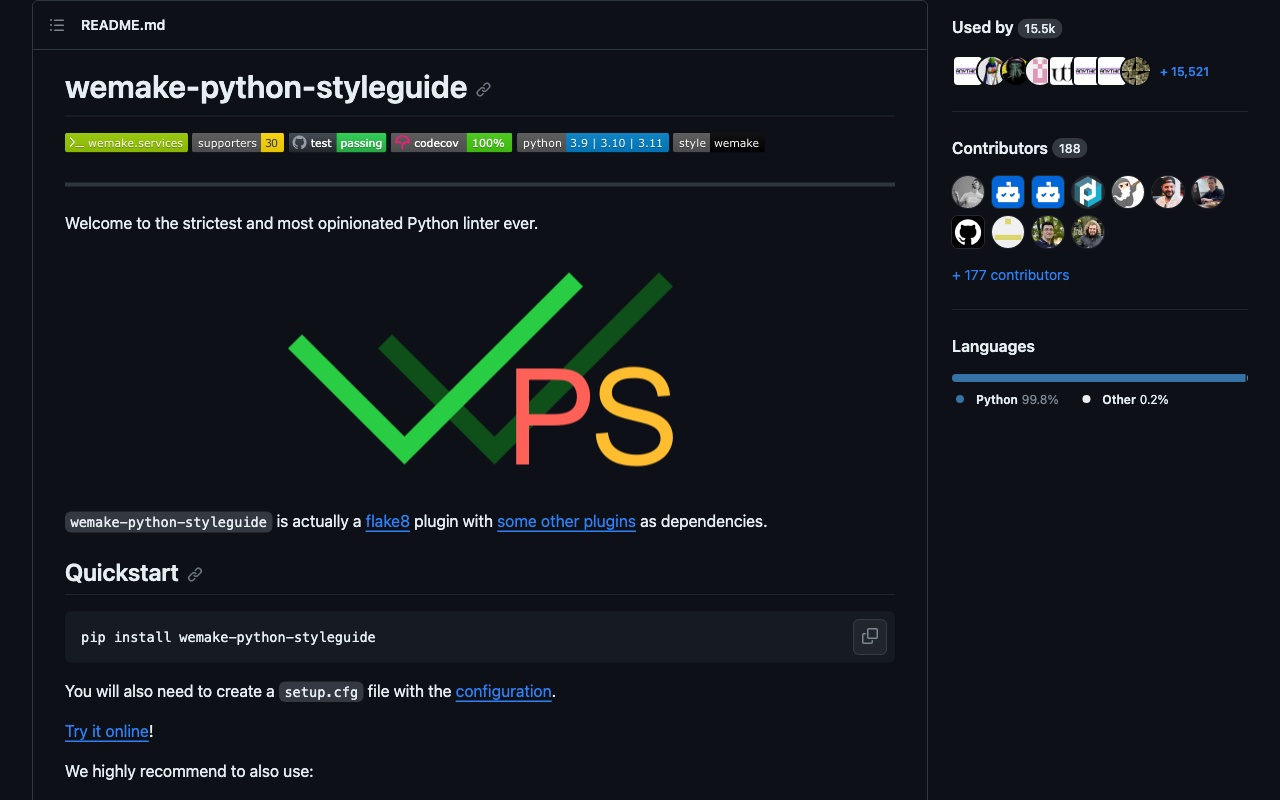 README.md
wemake-python-styleguide
wemake.services supporters 30 test passing codecov 100% python 3.9 | 3.10 | 3.11 style wemake
Welcome to the strictest and most opinionated Python linter ever.
PS
wemake-python-styleguide is actually a flake8 plugin with some other plugins as dependencies.
Quickstart
pip install wemake-python-styleguide
You will also need to create a setup.cfg file with the configuration.
Try it online!
We highly recommend to also use:
Used by 15.5k
+ 15,521
Contributors 188
+ 177 contributors
Languages
Python 99.8% Other 0.2%